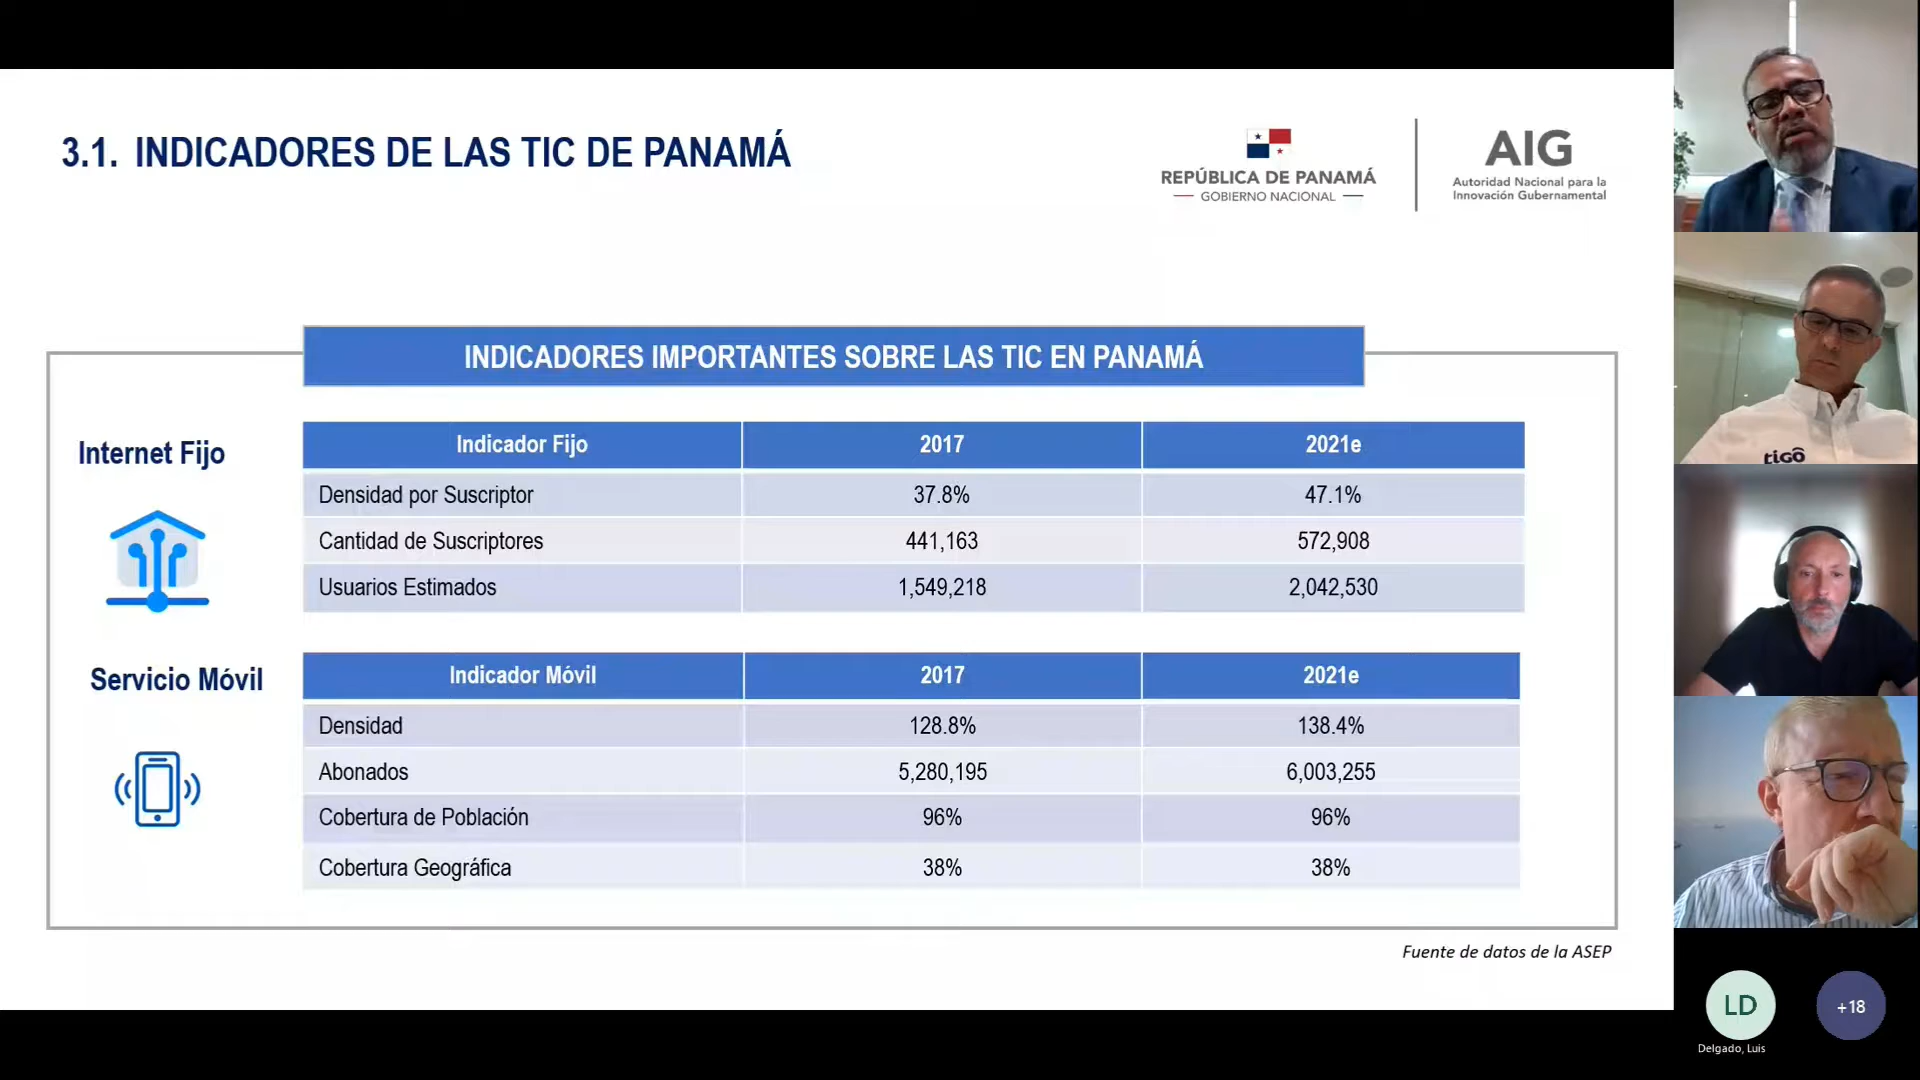 3.1. INDICADORES DE LAS TIC DE PANAMÁ
REPÚBLICA DE PANAMÁ
GOBIERNO NACIONAL
AIG
Autoridad Nacional para la
Innovación Gubernamental
INDICADORES IMPORTANTES SOBRE LAS TIC EN PANAMÁ
Internet Fijo
Indicador Fijo 2017 2021e
Densidad por Suscriptor 37.8% 47.1%
Cantidad de Suscriptores 441,163 572,908
Usuarios Estimados 1,549,218 2,042,530
Servicio Móvil
Indicador Móvil 2017 2021e
Densidad 128.8% 138.4%
Abonados 5,280,195 6,003,255
Cobertura de Población 96% 96%
Cobertura Geográfica 38% 38%
Fuente de datos de la ASEP
tigo
LD
Delgado, Luis
+18